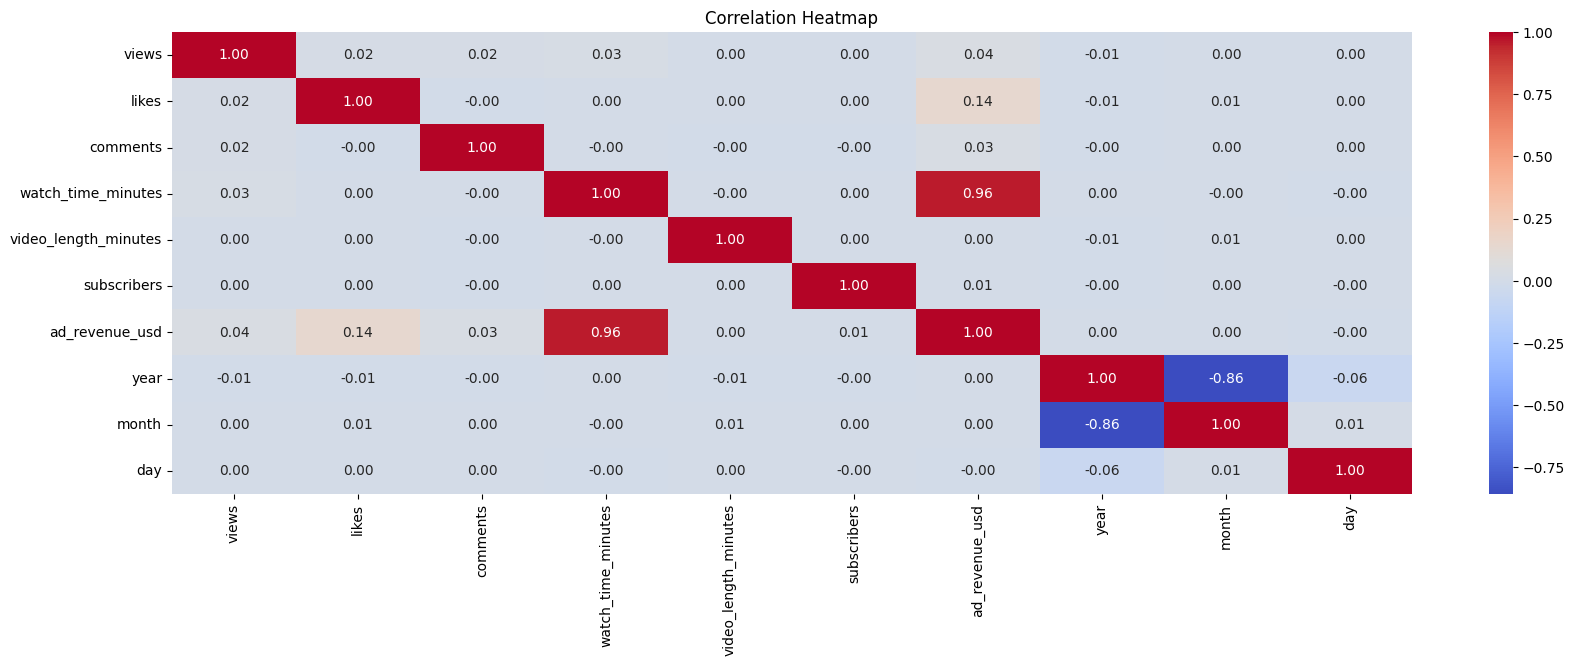 Correlation Heatmap
views 1.00 0.02 0.02 0.03 0.00 0.00 0.04 -0.01 0.00 0.00
likes 0.02 1.00 -0.00 0.00 0.00 0.00 0.14 -0.01 0.01 0.00
comments 0.02 -0.00 1.00 -0.00 -0.00 -0.00 0.03 -0.00 0.00 0.00
watch_time_minutes 0.03 0.00 -0.00 1.00 -0.00 0.00 0.96 0.00 -0.00 -0.00
video_length_minutes 0.00 0.00 -0.00 -0.00 1.00 0.00 0.00 -0.01 0.01 0.00
subscribers 0.00 0.00 -0.00 0.00 0.00 1.00 0.01 -0.00 0.00 -0.00
ad_revenue_usd 0.04 0.14 0.03 0.96 0.00 0.01 1.00 0.00 0.00 -0.00
year -0.01 -0.01 -0.00 0.00 -0.01 -0.00 0.00 1.00 -0.86 -0.06
month 0.00 0.01 0.00 -0.00 0.01 0.00 0.00 -0.86 1.00 0.01
day 0.00 0.00 0.00 -0.00 0.00 -0.00 -0.00 -0.06 0.01 1.00
views
likes
comments
watch_time_minutes
video_length_minutes
subscribers
ad_revenue_usd
year
month
day
1.00
0.75
0.50
0.25
0.00
−0.25
−0.50
−0.75